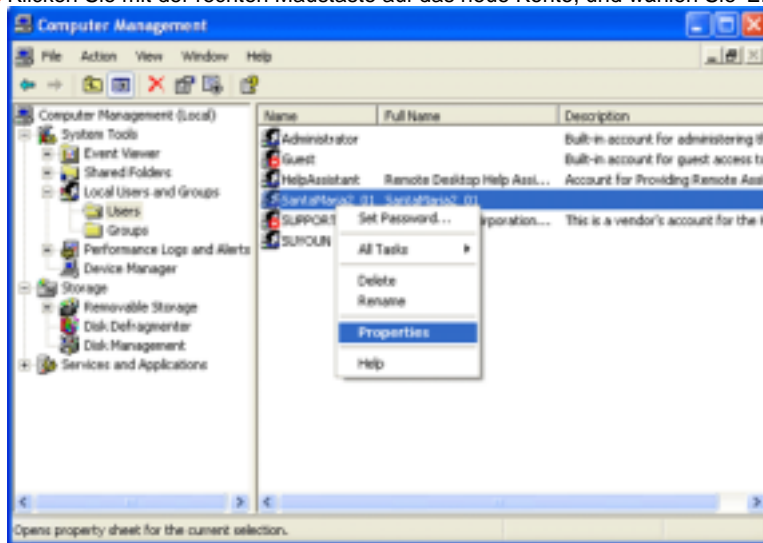 Klicken Sie mit der rechten Maustaste auf das neue Konto, und wählen Sie
Computer Management
File Action View Window Help
Computer Management (Local)
System Tools
Event Viewer
Shared Folders
Local Users and Groups
Users
Groups
Performance Logs and Alerts
Device Manager
Storage
Removable Storage
Disk Defragmenter
Disk Management
Services and Applications
Name Full Name Description
Administrator Built-in account for administering th
Guest Built-in account for guest access to
HelpAssistant Remote Desktop Help Assi... Account for Providing Remote Assi
SantaMaria2_01 SantaMaria2_01
SUPPORT rporation... This is a vendor's account for the H
SUYOUN
Set Password...
All Tasks
Delete
Rename
Properties
Help
Opens property sheet for the current selection.